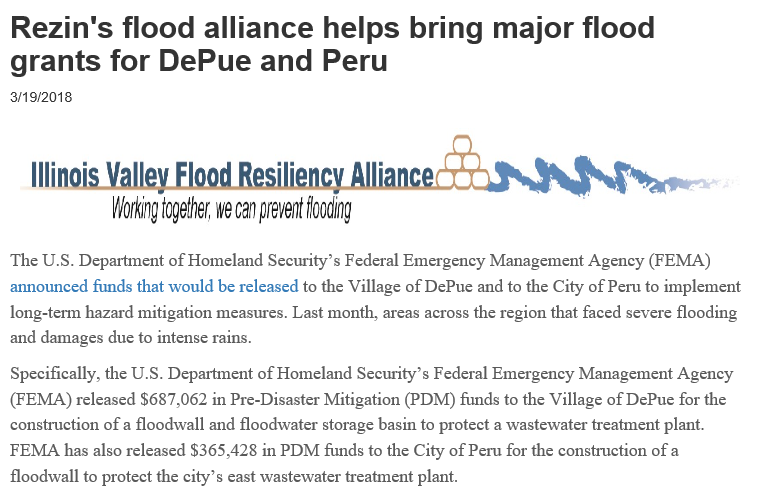 Rezin's flood alliance helps bring major flood
grants for DePue and Peru
3/19/2018
Illinois Valley Flood Resiliency Alliance
Working together, we can prevent flooding
The U.S. Department of Homeland Security’s Federal Emergency Management Agency (FEMA)
announced funds that would be released to the Village of DePue and to the City of Peru to implement
long-term hazard mitigation measures. Last month, areas across the region that faced severe flooding
and damages due to intense rains.
Specifically, the U.S. Department of Homeland Security’s Federal Emergency Management Agency
(FEMA) released $687,062 in Pre-Disaster Mitigation (PDM) funds to the Village of DePue for the
construction of a floodwall and floodwater storage basin to protect a wastewater treatment plant.
FEMA has also released $365,428 in PDM funds to the City of Peru for the construction of a
floodwall to protect the city’s east wastewater treatment plant.